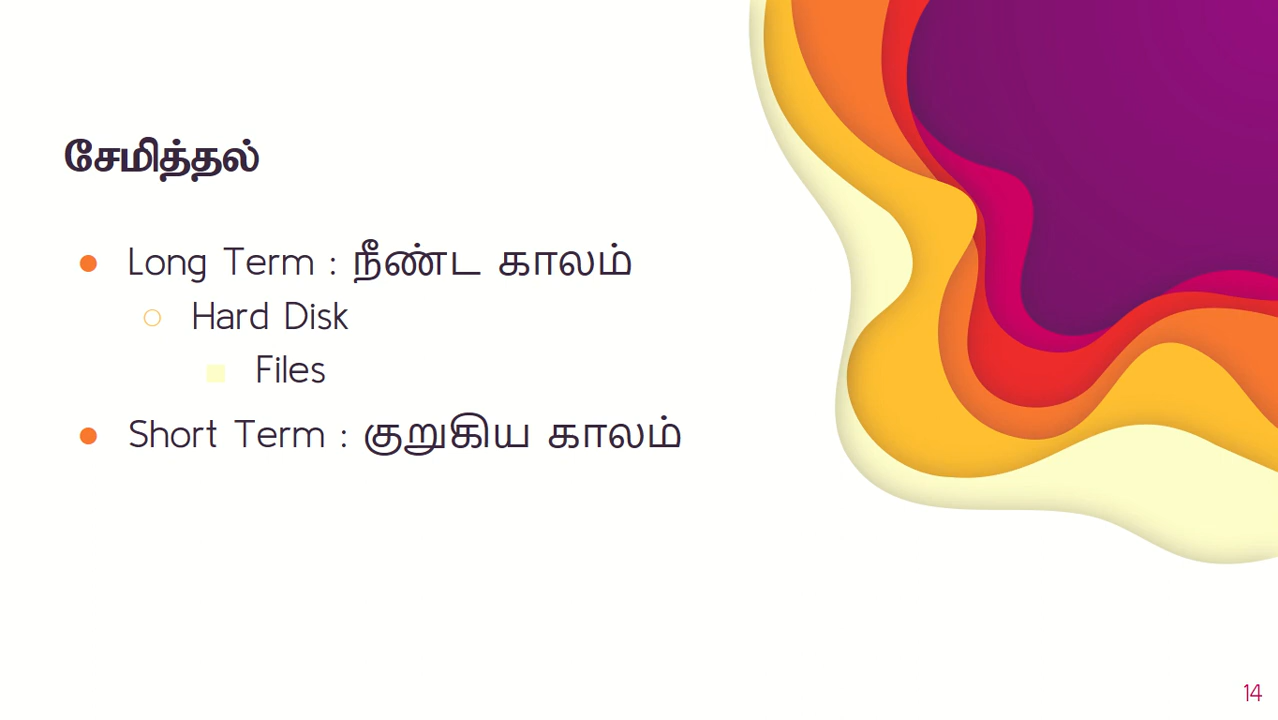 சேமித்தல்
Long Term : நீண்ட காலம்
Hard Disk
Files
Short Term : குறுகிய காலம்
14